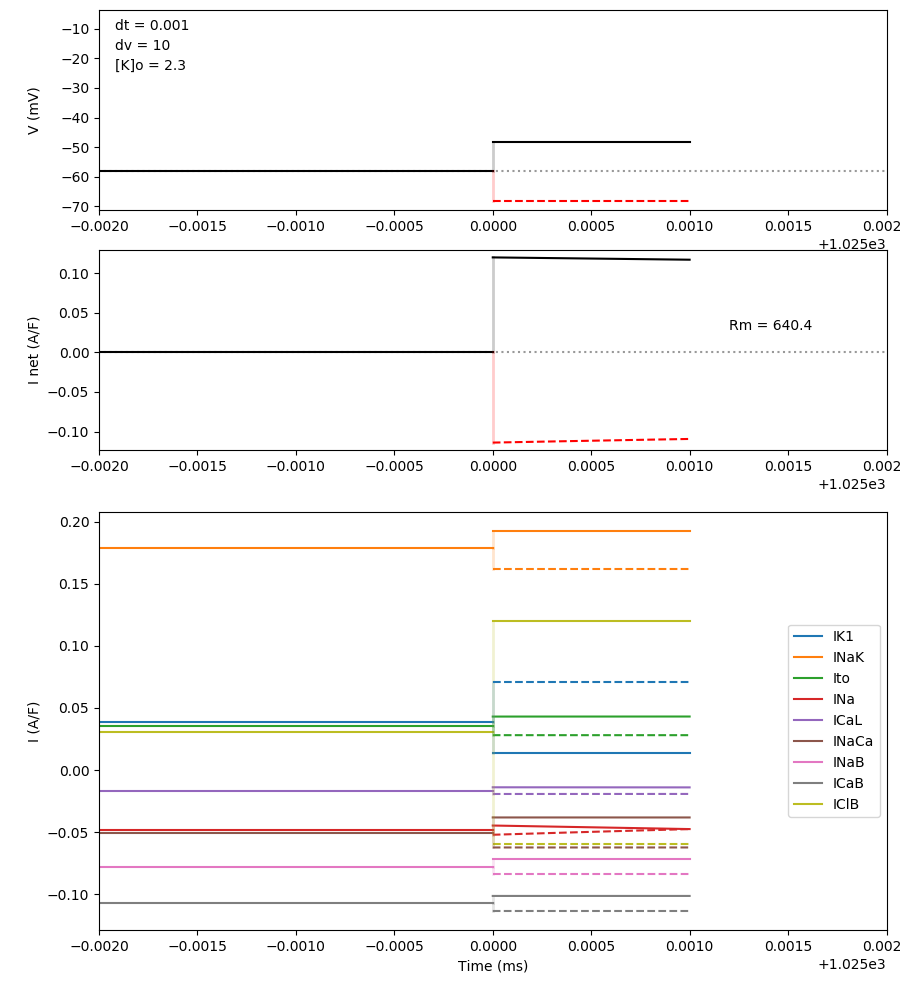 dt = 0.001
dv = 10
[K]o = 2.3
V (mV)
−10
−20
−30
−40
−50
−60
−70
−0.0020 −0.0015 −0.0010 −0.0005 0.0000 0.0005 0.0010 0.0015 0.002
+1.025e3
I net (A/F)
0.10
0.05
0.00
−0.05
−0.10
Rm = 640.4
−0.0020 −0.0015 −0.0010 −0.0005 0.0000 0.0005 0.0010 0.0015 0.002
+1.025e3
I (A/F)
0.20
0.15
0.10
0.05
0.00
−0.05
−0.10
IK1
INaK
Ito
INa
ICaL
INaCa
INaB
ICaB
IClB
−0.0020 −0.0015 −0.0010 −0.0005 0.0000 0.0005 0.0010 0.0015 0.002
+1.025e3
Time (ms)